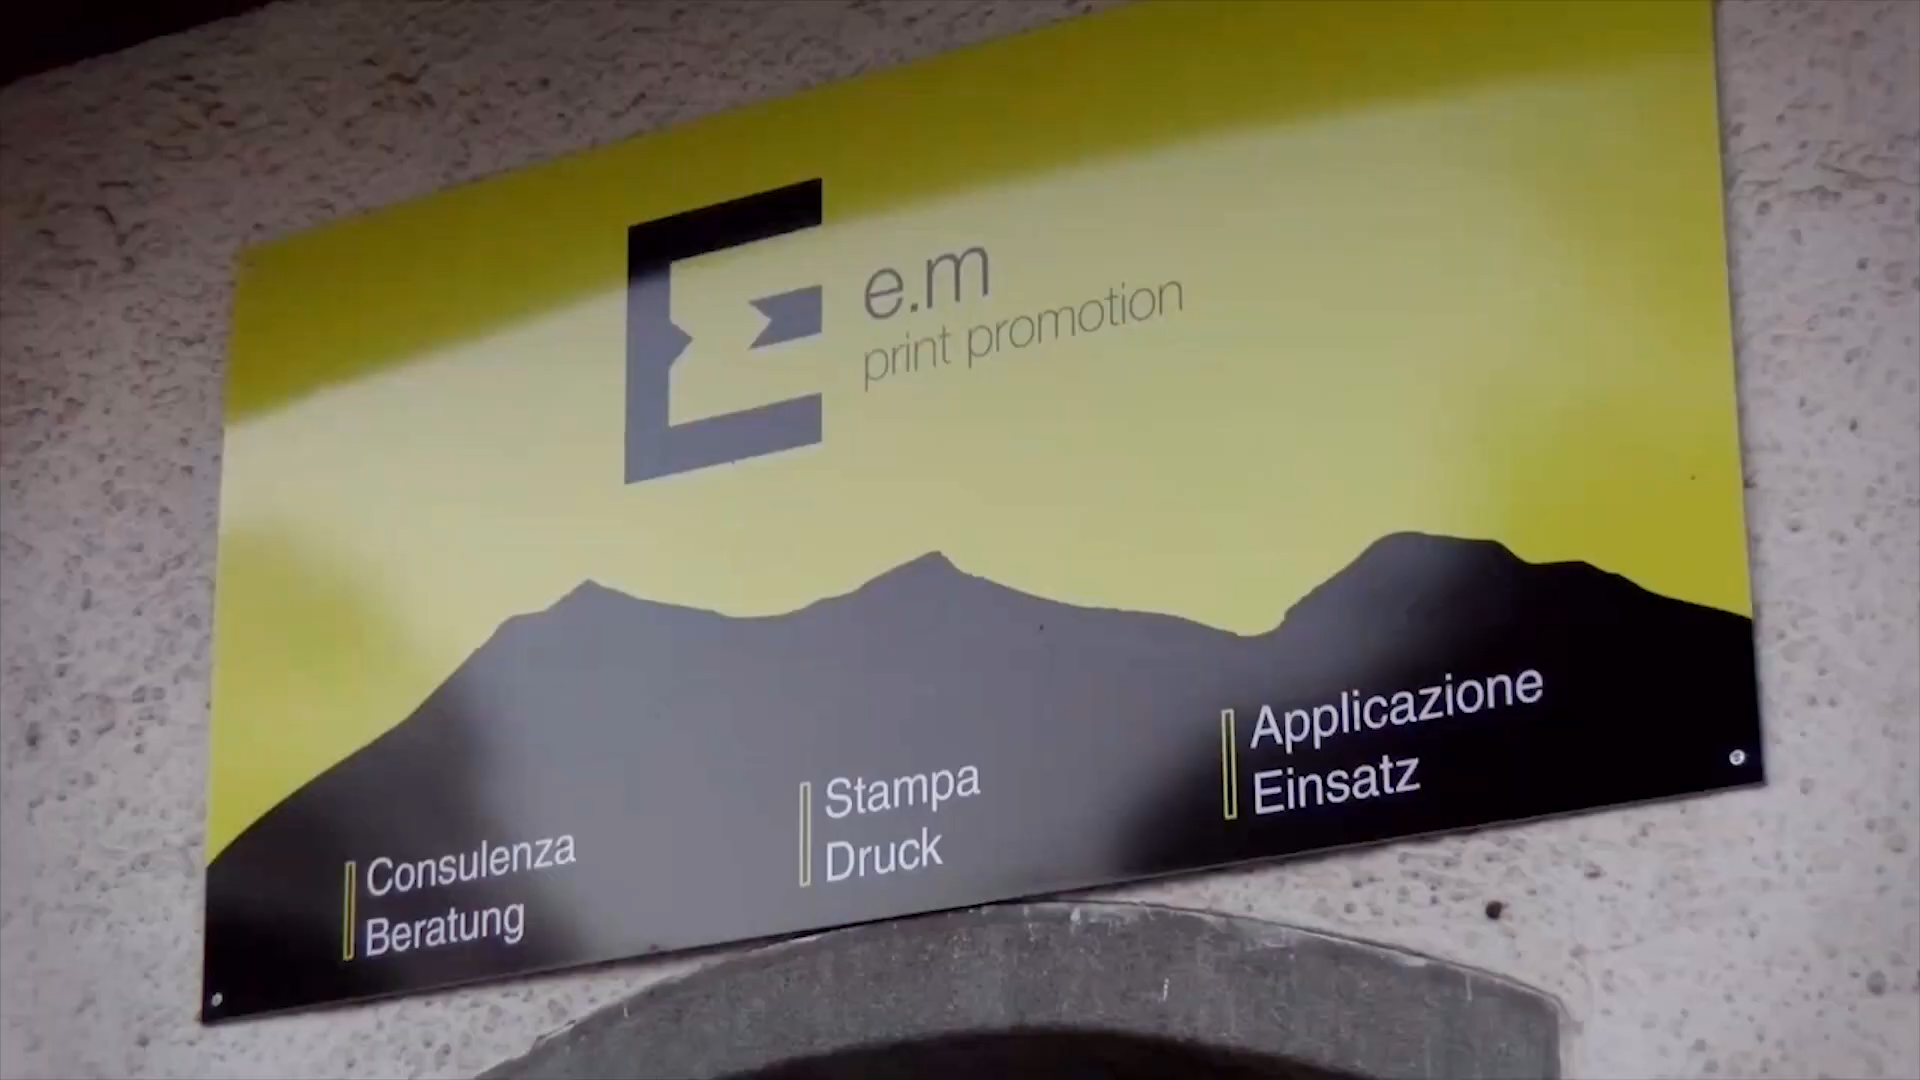 e.m
print promotion
Consulenza
Beratung
Stampa
Druck
Applicazione
Einsatz